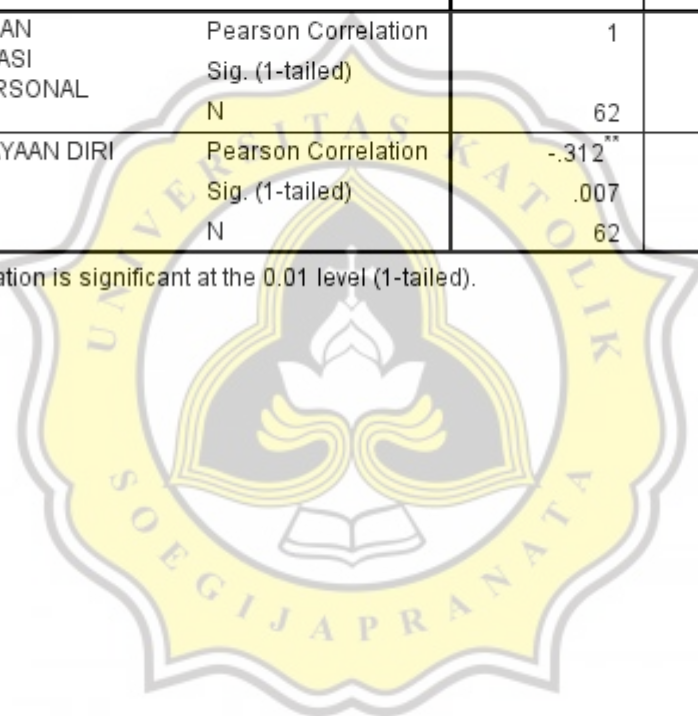 AN Pearson Correlation 1
ASI Sig. (1-tailed)
RSONAL
N 62
YAAN DIRI Pearson Correlation -.312**
Sig. (1-tailed) .007
N 62
ation is significant at the 0.01 level (1-tailed).
UNIVERSITAS KATOLIK
SOEGIJAPRANATA